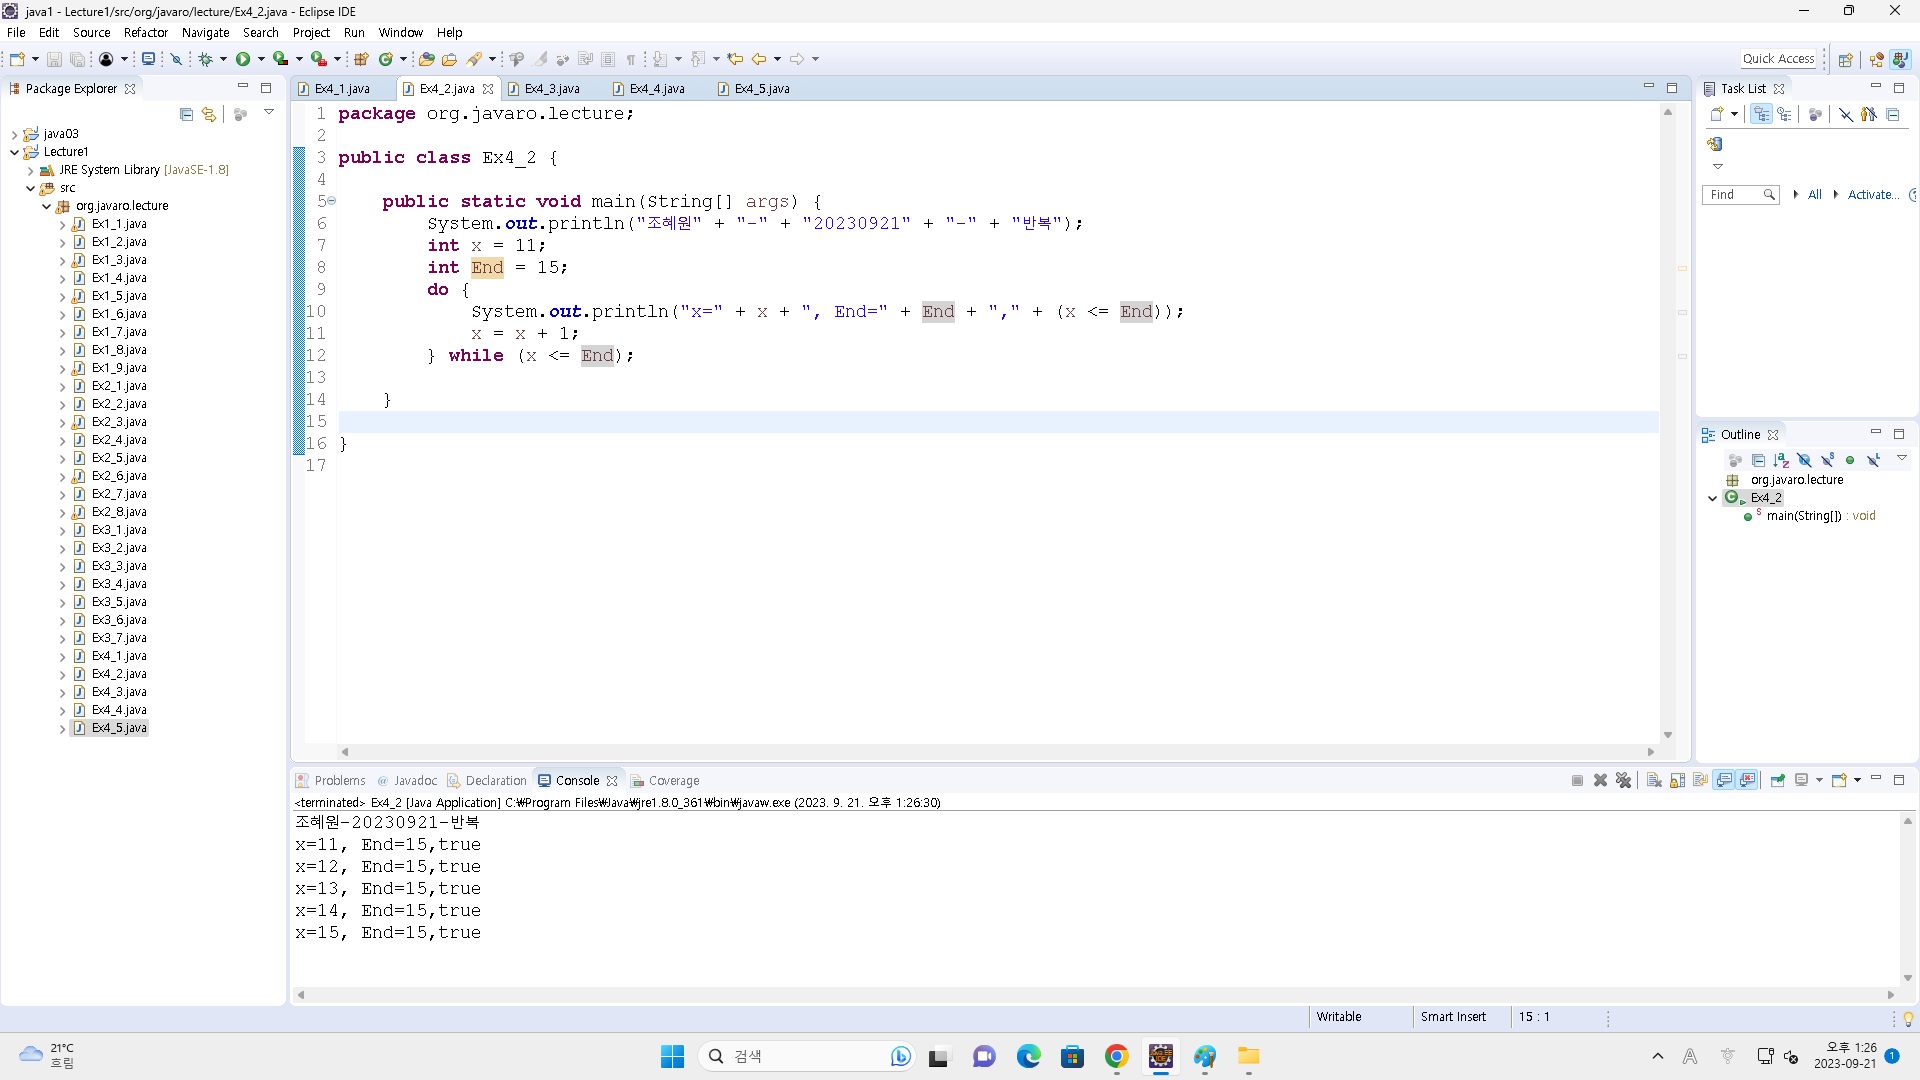 java1 - Lecture1/src/org/javaro/lecture/Ex4_2.java - Eclipse IDE
File Edit Source Refactor Navigate Search Project Run Window Help
Quick Access
Package Explorer
java03
Lecture1
JRE System Library [JavaSE-1.8]
src
org.javaro.lecture
Ex1_1.java
Ex1_2.java
Ex1_3.java
Ex1_4.java
Ex1_5.java
Ex1_6.java
Ex1_7.java
Ex1_8.java
Ex1_9.java
Ex2_1.java
Ex2_2.java
Ex2_3.java
Ex2_4.java
Ex2_5.java
Ex2_6.java
Ex2_7.java
Ex2_8.java
Ex3_1.java
Ex3_2.java
Ex3_3.java
Ex3_4.java
Ex3_5.java
Ex3_6.java
Ex3_7.java
Ex4_1.java
Ex4_2.java
Ex4_3.java
Ex4_4.java
Ex4_5.java
Ex4_1.java Ex4_2.java Ex4_3.java Ex4_4.java Ex4_5.java
1 package org.javaro.lecture;
2
3 public class Ex4_2 {
4
5 public static void main(String[] args) {
6 System.out.println("조혜원" + "-" + "20230921" + "-" + "반복");
7 int x = 11;
8 int End = 15;
9 do {
10 System.out.println("x=" + x + ", End=" + End + "," + (x <= End));
11 x = x + 1;
12 } while (x <= End);
13
14 }
15
16 }
17
Task List
Find All Activate...
Outline
org.javaro.lecture
Ex4_2
main(String[]) : void
Problems @ Javadoc Declaration Console Coverage
<terminated> Ex4_2 [Java Application] C:₩Program Files₩Java₩jre1.8.0_361₩bin₩javaw.exe (2023. 9. 21. 오후 1:26:30)
조혜원-20230921-반복
x=11, End=15,true
x=12, End=15,true
x=13, End=15,true
x=14, End=15,true
x=15, End=15,true
Writable Smart Insert 15 : 1
21°C
흐림
검색
오후 1:26
2023-09-21
1